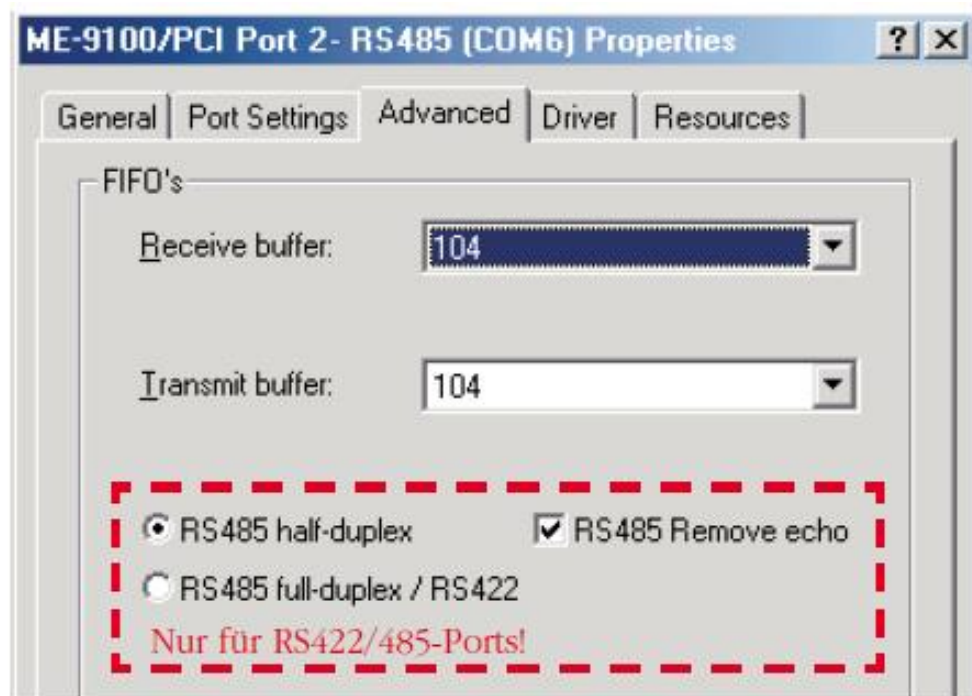 ME-9100/PCI Port 2- RS485 (COM6) Properties
General Port Settings Advanced Driver Resources
FIFO's
Receive buffer: 104
Transmit buffer: 104
RS485 half-duplex RS485 Remove echo
RS485 full-duplex / RS422
Nur für RS422/485-Ports!